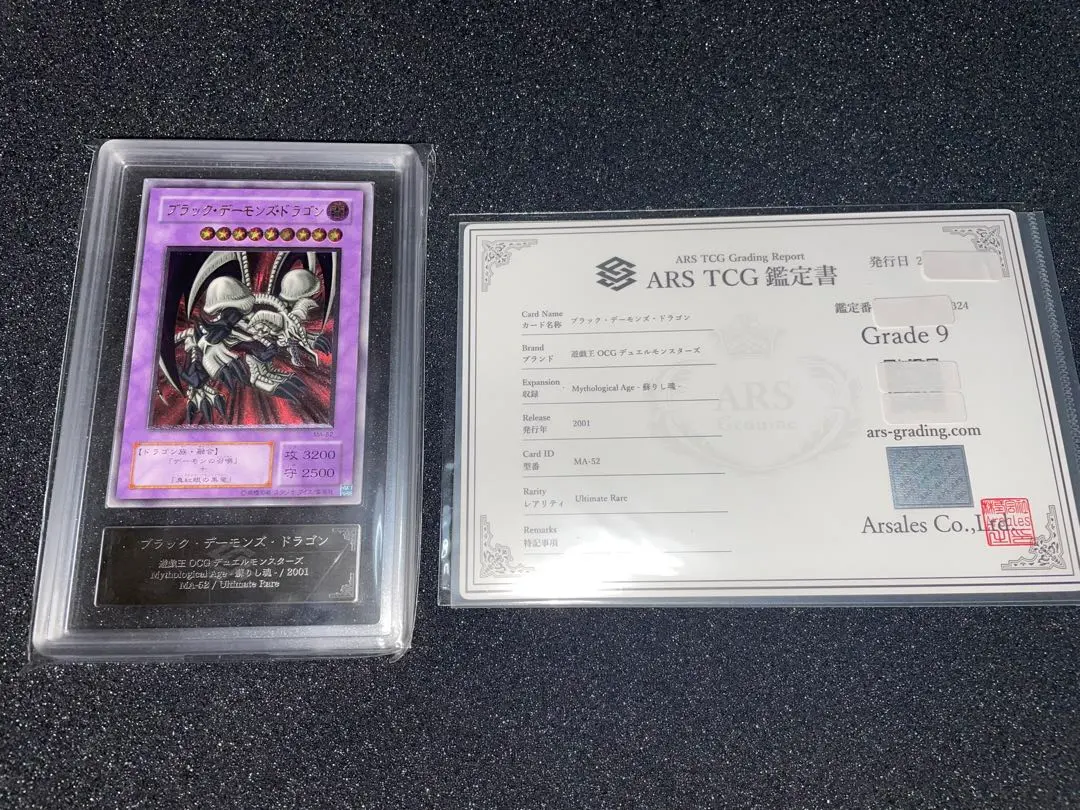 ブラック・デーモンズ・ドラゴン
MA-52
【ドラゴン族・融合】
「デーモンの召喚」
+
「真紅眼の黒竜」
攻 3200
守 2500
ブラック・デーモンズ・ドラゴン
遊戯王 OCG デュエルモンスターズ
Mythological Age - 蘇りし魂 - / 2001
MA-52 / Ultimate Rare
ARS TCG Grading Report
ARS TCG 鑑定書
発行日 2
鑑定番
324
Grade 9
ars-grading.com
Arsales Co.,Ltd.
Card Name
カード名称 ブラック・デーモンズ・ドラゴン
Brand
ブランド 遊戯王 OCG デュエルモンスターズ
Expansion
収録 Mythological Age - 蘇りし魂 -
Release
発行年 2001
Card ID
型番 MA-52
Rarity
レアリティ Ultimate Rare
Remarks
特記事項
ARS
Genuine